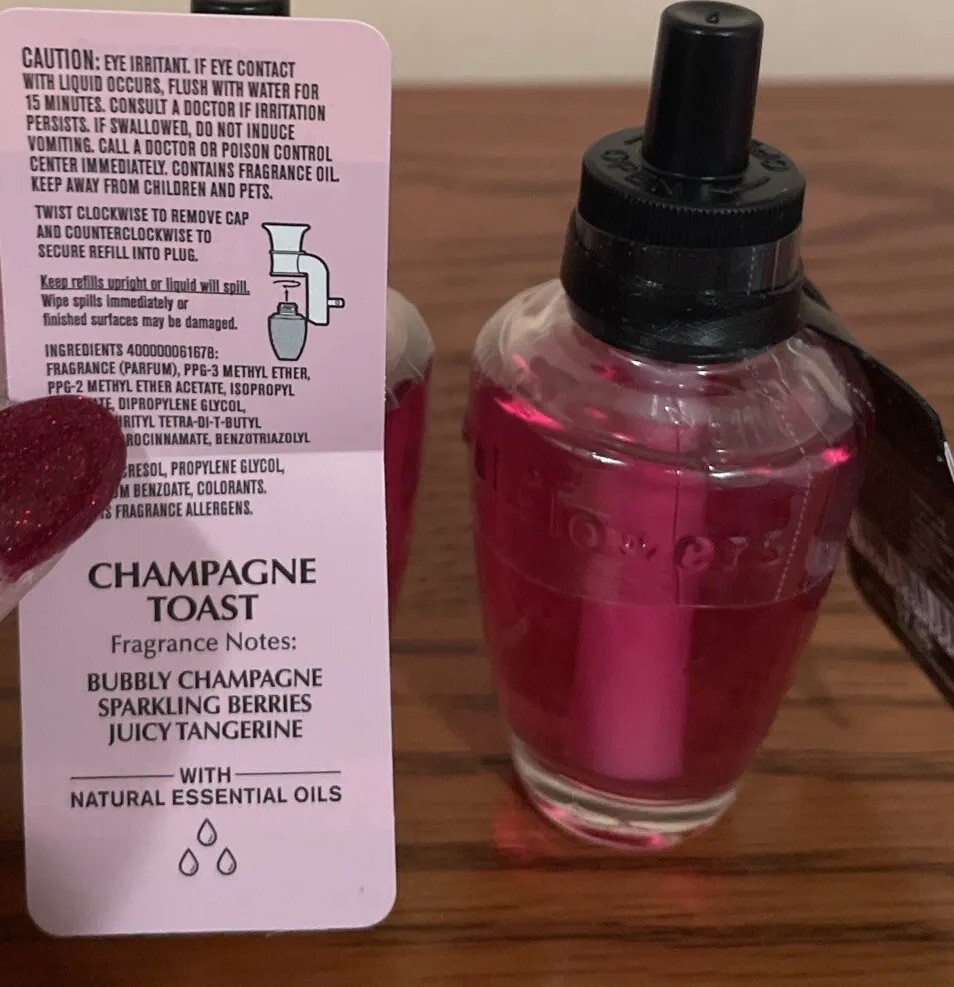 CAUTION: EYE IRRITANT. IF EYE CONTACT
WITH LIQUID OCCURS, FLUSH WITH WATER FOR
15 MINUTES. CONSULT A DOCTOR IF IRRITATION
PERSISTS. IF SWALLOWED, DO NOT INDUCE
VOMITING. CALL A DOCTOR OR POISON CONTROL
CENTER IMMEDIATELY. CONTAINS FRAGRANCE OIL.
KEEP AWAY FROM CHILDREN AND PETS.
TWIST CLOCKWISE TO REMOVE CAP
AND COUNTERCLOCKWISE TO
SECURE REFILL INTO PLUG.
Keep refills upright or liquid will spill.
Wipe spills immediately or
finished surfaces may be damaged.
INGREDIENTS 400000061678:
FRAGRANCE (PARFUM), PPG-3 METHYL ETHER,
PPG-2 METHYL ETHER ACETATE, ISOPROPYL
DIPROPYLENE GLYCOL,
TETRA-DI-T-BUTYL
BENZOTRIAZOLYL
PROPYLENE GLYCOL,
BENZOATE, COLORANTS.
FRAGRANCE ALLERGENS.
CHAMPAGNE
TOAST
Fragrance Notes:
BUBBLY CHAMPAGNE
SPARKLING BERRIES
JUICY TANGERINE
WITH
NATURAL ESSENTIAL OILS
OPEN